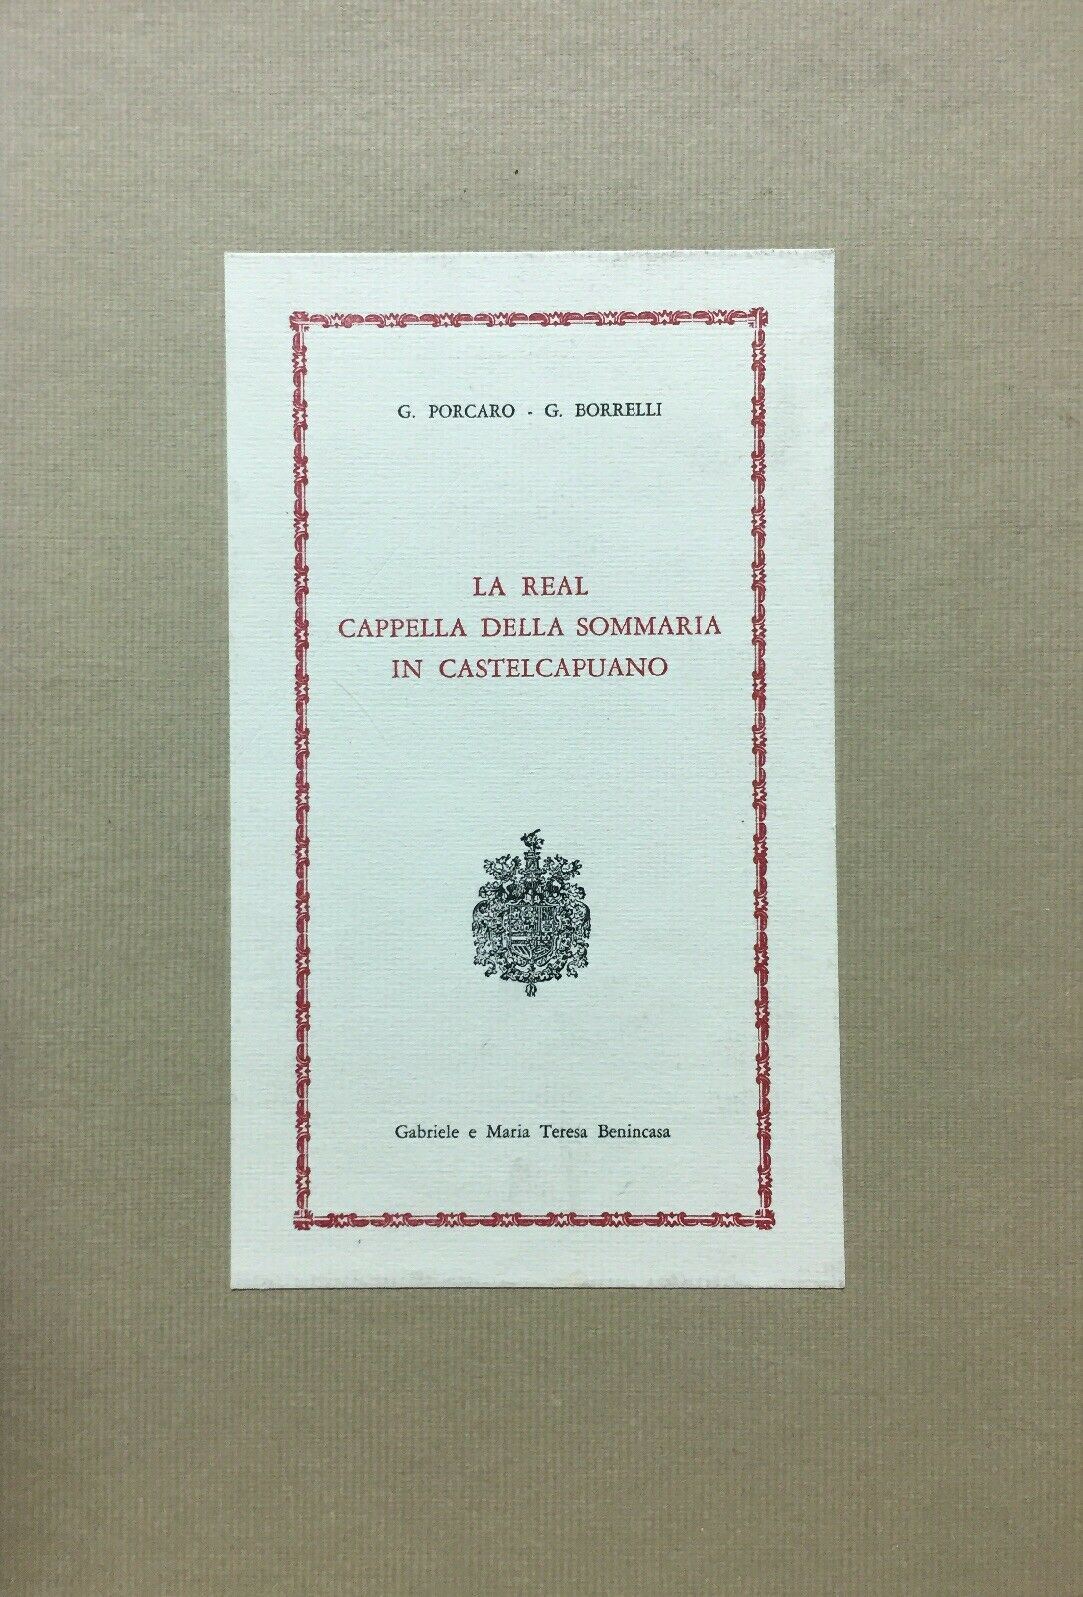 G. PORCARO - G. BORRELLI
LA REAL
CAPPELLA DELLA SOMMARIA
IN CASTELCAPUANO
Gabriele e Maria Teresa Benincasa